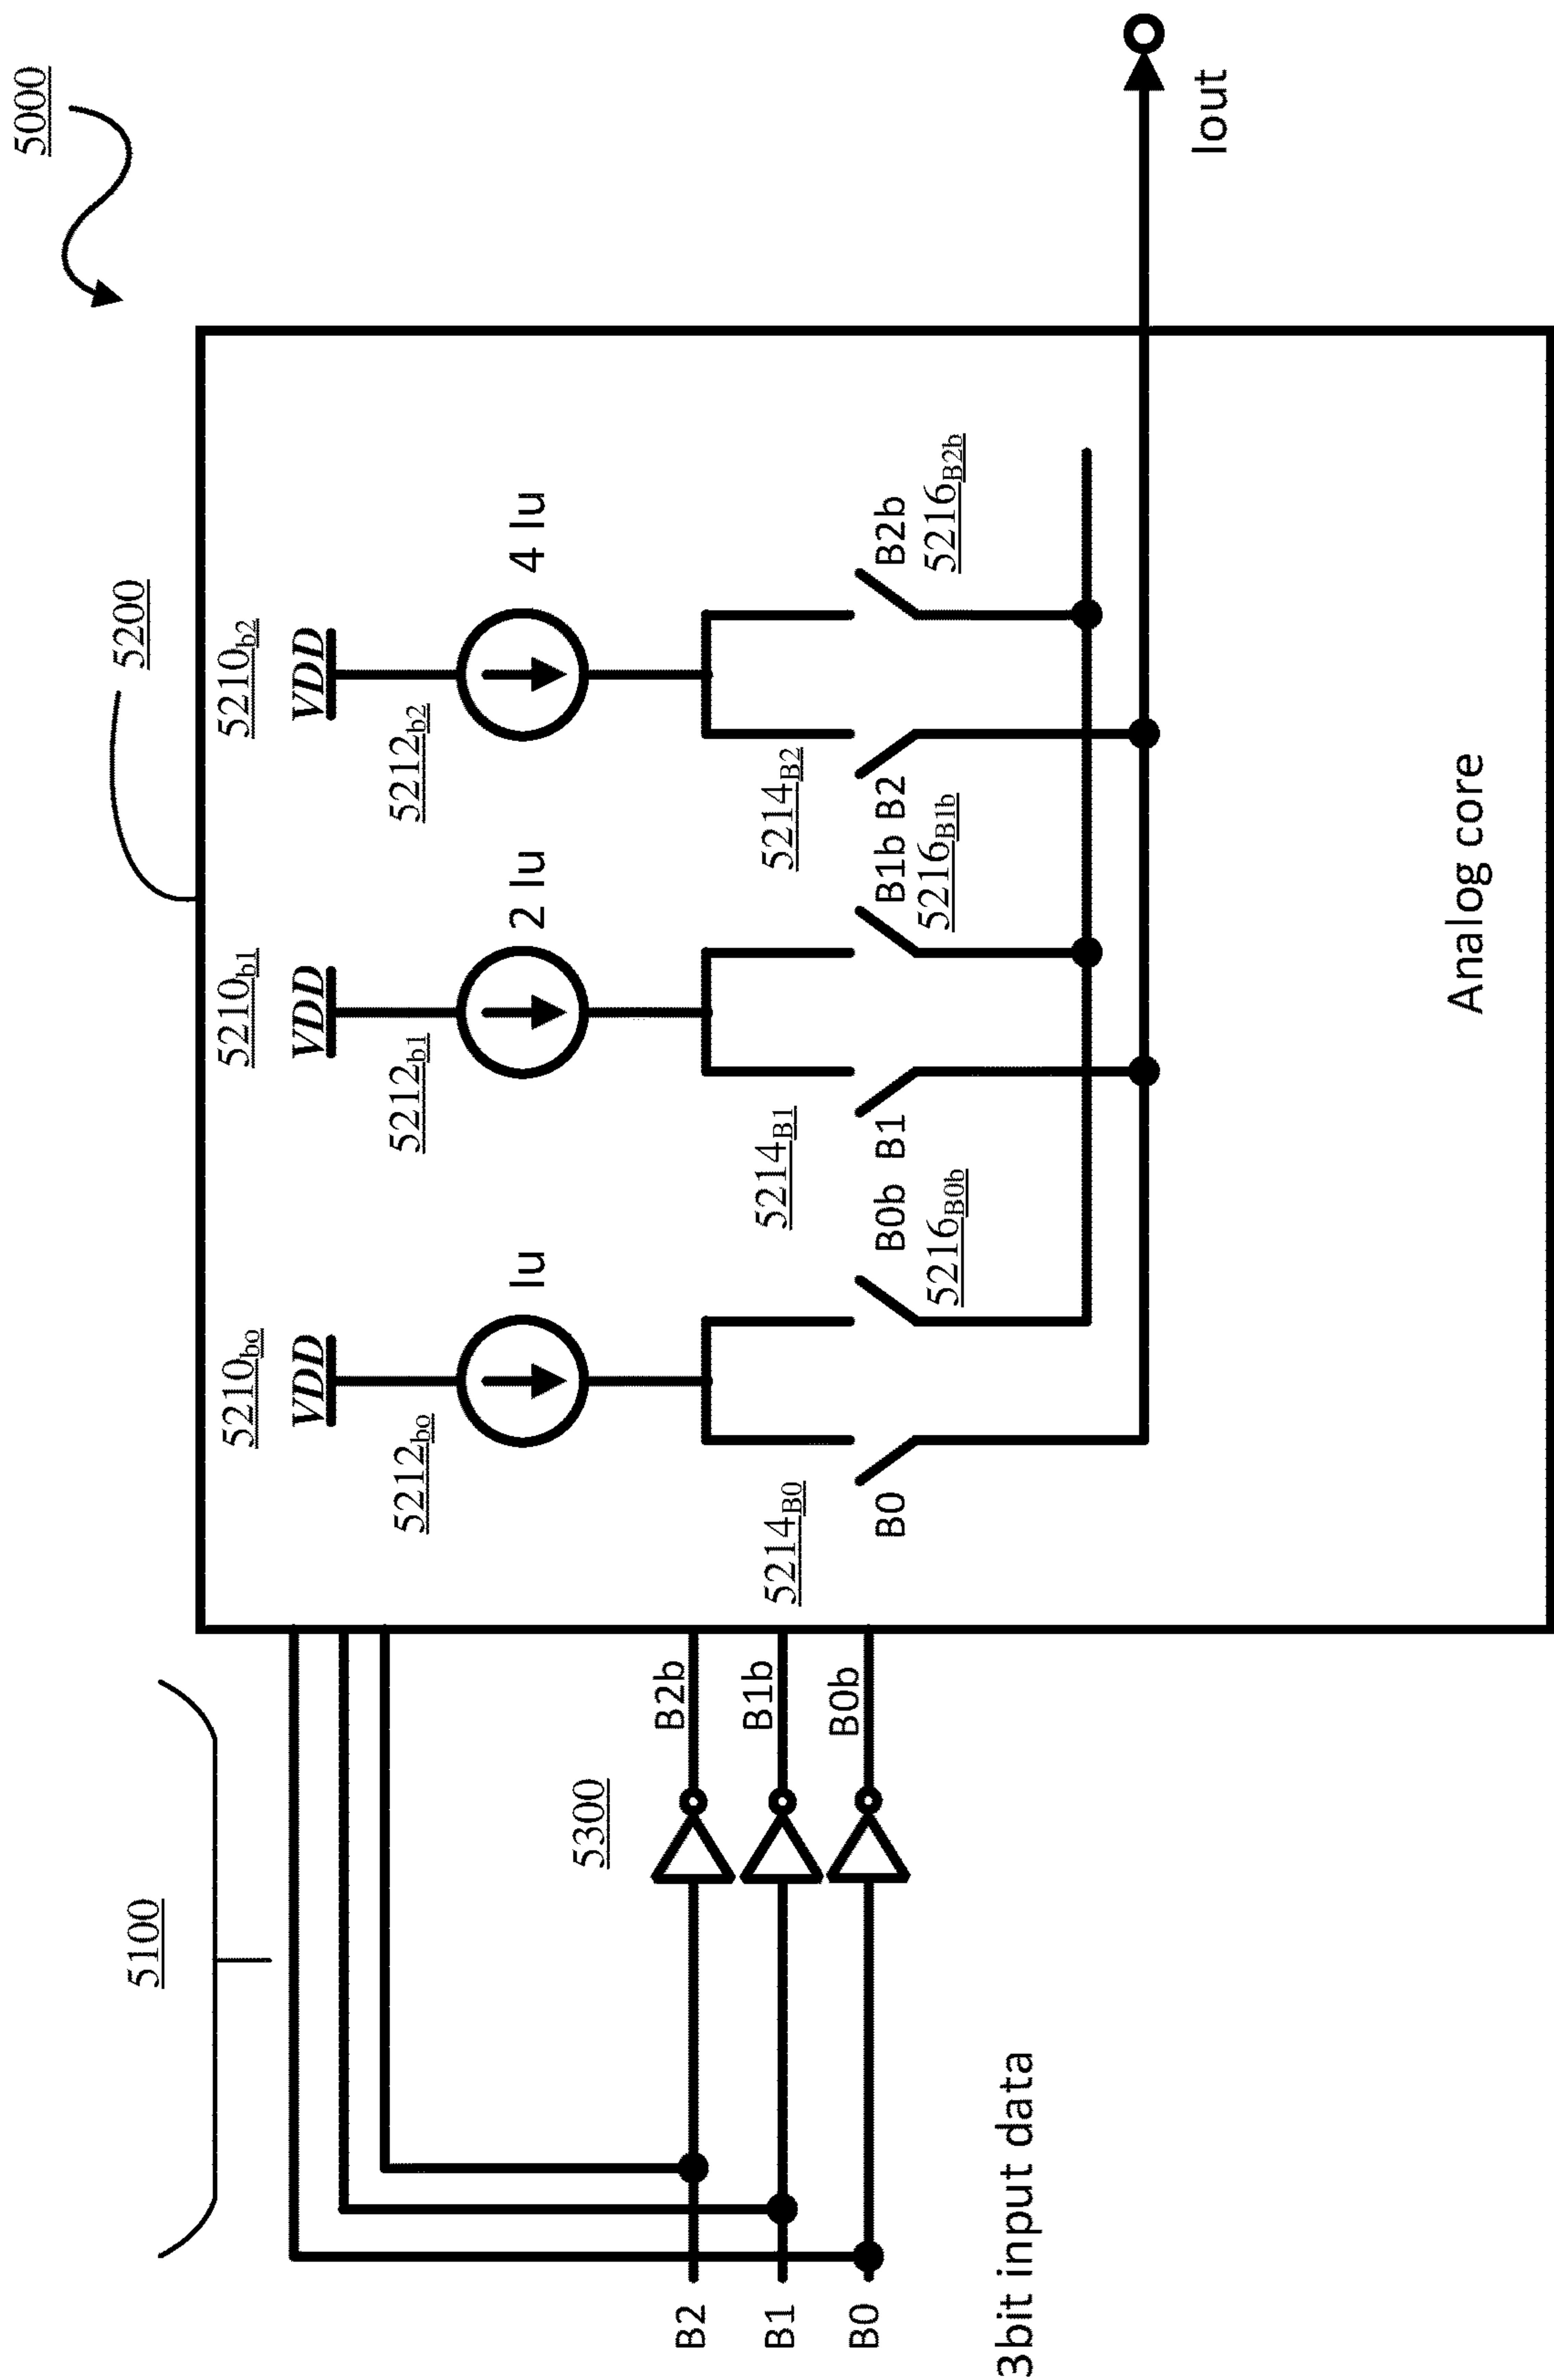 5000
5200
5100
5210bo
5210b1
5210b2
VDD
VDD
VDD
5212bo
5212b1
5212b2
Iu
2 Iu
4 Iu
5300
B2
B2b
B1
B1b
B0
B0b
5214B0
5214B1
5214B2
B0
B0b
B1
B1b
B2
B2b
5216B0b
5216B1b
5216B2b
3bit input data
Iout
Analog core